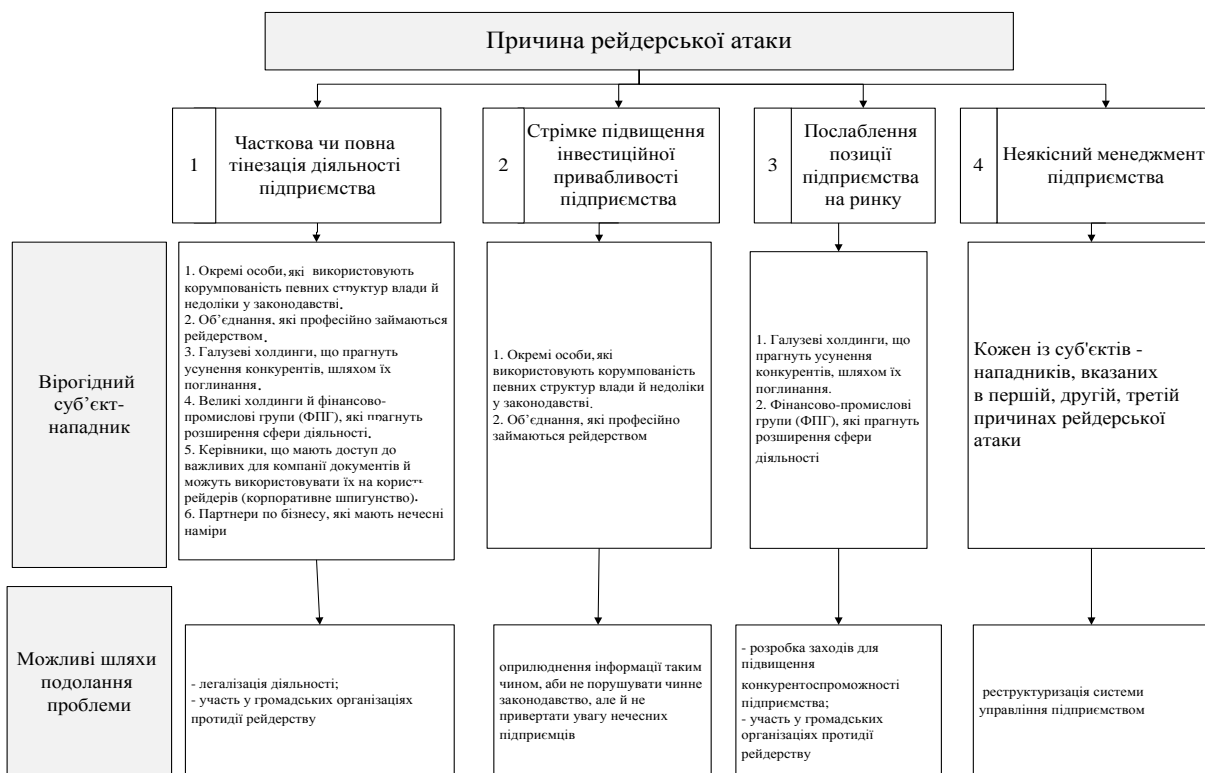 Причина рейдерської атаки
1
Часткова чи повна
тінезація діяльності
підприємства
2
Стрімке підвищення
інвестиційної
привабливості
підприємства
3
Послаблення
позиції
підприємства
на ринку
4
Неякісний менеджмент
підприємства
Вірогідний
суб’єкт-
нападник
1. Окремі особи, які використовують
корумпованість певних структур влади й
недоліки у законодавстві.
2. Об’єднання, які професійно займаються
рейдерством.
3. Галузеві холдинги, що прагнуть
усунення конкурентів, шляхом їх
поглинання.
4. Великі холдинги й фінансово-
промислові групи (ФПГ), які прагнуть
розширення сфери діяльності.
5. Керівники, що мають доступ до
важливих для компанії документів й
можуть використовувати їх на користь
рейдерів (корпоративне шпигунство).
6. Партнери по бізнесу, які мають нечесні
наміри
1. Окремі особи, які
використовують корумпованість
певних структур влади й недоліки
у законодавстві.
2. Об’єднання, які професійно
займаються рейдерством
1. Галузеві холдинги, що
прагнуть усунення
конкурентів, шляхом їх
поглинання.
2. Фінансово-промислові
групи (ФПГ), які прагнуть
розширення сфери
діяльності
Кожен із суб'єктів -
нападників, вказаних
в першій, другій, третій
причинах рейдерської
атаки
Можливі шляхи
подолання
проблеми
- легалізація діяльності;
- участь у громадських організаціях
протидії рейдерству
оприлюднення інформації таким
чином, аби не порушувати чинне
законодавство, але й не
привертати увагу нечесних
підприємців
- розробка заходів для
підвищення
конкурентоспроможності
підприємства;
- участь у громадських
організаціях протидії
рейдерству
реструктуризація системи
управління підприємством